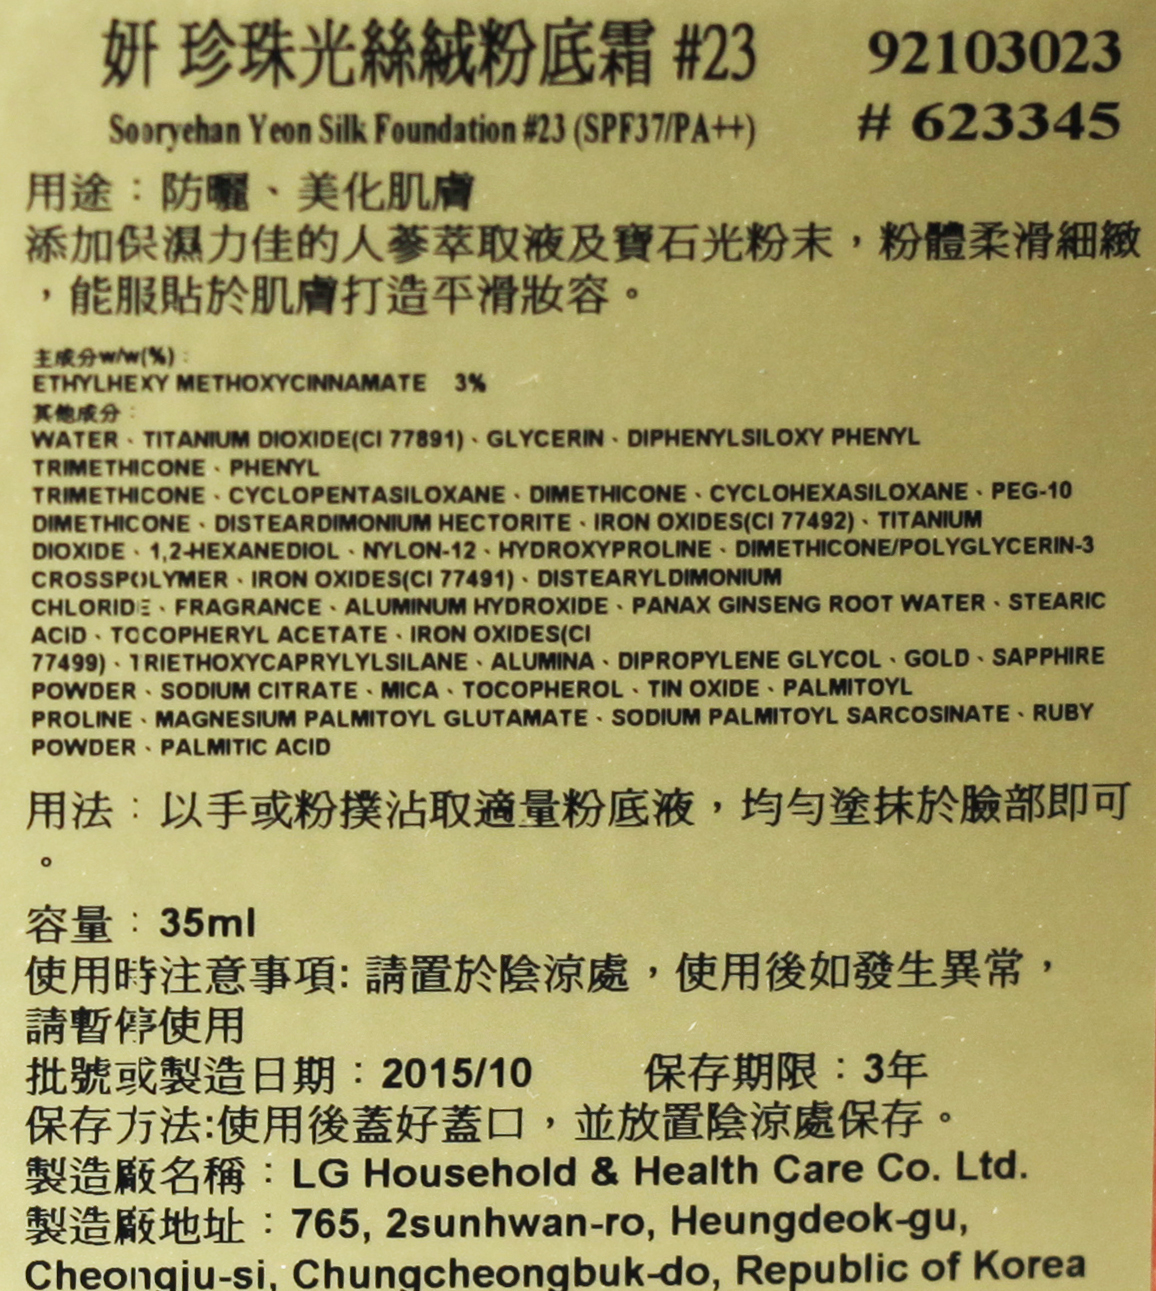 妍 珍珠光絲絨粉底霜 #23
92103023
Sooryehan Yeon Silk Foundation #23 (SPF37/PA++)
# 623345
用途：防曬、美化肌膚
添加保濕力佳的人蔘萃取液及寶石光粉末，粉體柔滑細緻
，能服貼於肌膚打造平滑妝容。
主成分w/w(%)：
ETHYLHEXY METHOXYCINNAMATE 3%
其他成分：
WATER、TITANIUM DIOXIDE(CI 77891)、GLYCERIN、DIPHENYLSILOXY PHENYL
TRIMETHICONE、PHENYL
TRIMETHICONE、CYCLOPENTASILOXANE、DIMETHICONE、CYCLOHEXASILOXANE、PEG-10
DIMETHICONE、DISTEARDIMONIUM HECTORITE、IRON OXIDES(CI 77492)、TITANIUM
DIOXIDE、1,2-HEXANEDIOL、NYLON-12、HYDROXYPROLINE、DIMETHICONE/POLYGLYCERIN-3
CROSSPOLYMER、IRON OXIDES(CI 77491)、DISTEARYLDIMONIUM
CHLORIDE、FRAGRANCE、ALUMINUM HYDROXIDE、PANAX GINSENG ROOT WATER、STEARIC
ACID、TOCOPHERYL ACETATE、IRON OXIDES(CI
77499)、TRIETHOXYCAPRYLYLSILANE、ALUMINA、DIPROPYLENE GLYCOL、GOLD、SAPPHIRE
POWDER、SODIUM CITRATE、MICA、TOCOPHEROL、TIN OXIDE、PALMITOYL
PROLINE、MAGNESIUM PALMITOYL GLUTAMATE、SODIUM PALMITOYL SARCOSINATE、RUBY
POWDER、PALMITIC ACID
用法：以手或粉撲沾取適量粉底液，均勻塗抹於臉部即可
。
容量：35ml
使用時注意事項: 請置於陰涼處，使用後如發生異常，
請暫停使用
批號或製造日期：2015/10 保存期限：3年
保存方法:使用後蓋好蓋口，並放置陰涼處保存。
製造廠名稱：LG Household & Health Care Co. Ltd.
製造廠地址：765, 2sunhwan-ro, Heungdeok-gu,
Cheongju-si, Chungcheongbuk-do, Republic of Korea